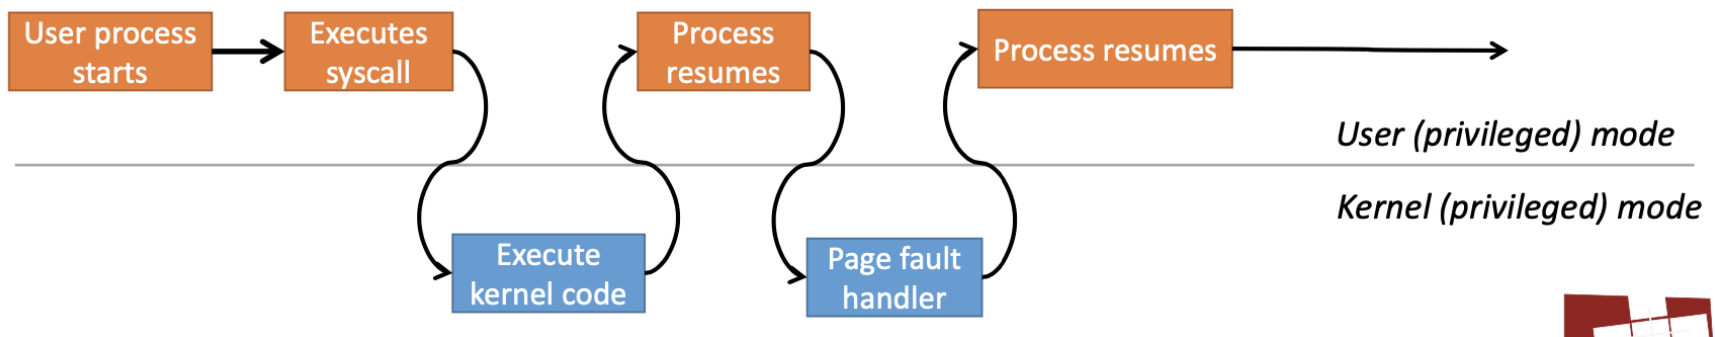 User process
starts
Executes
syscall
Process
resumes
Process resumes
User (privileged) mode
Kernel (privileged) mode
Execute
kernel code
Page fault
handler